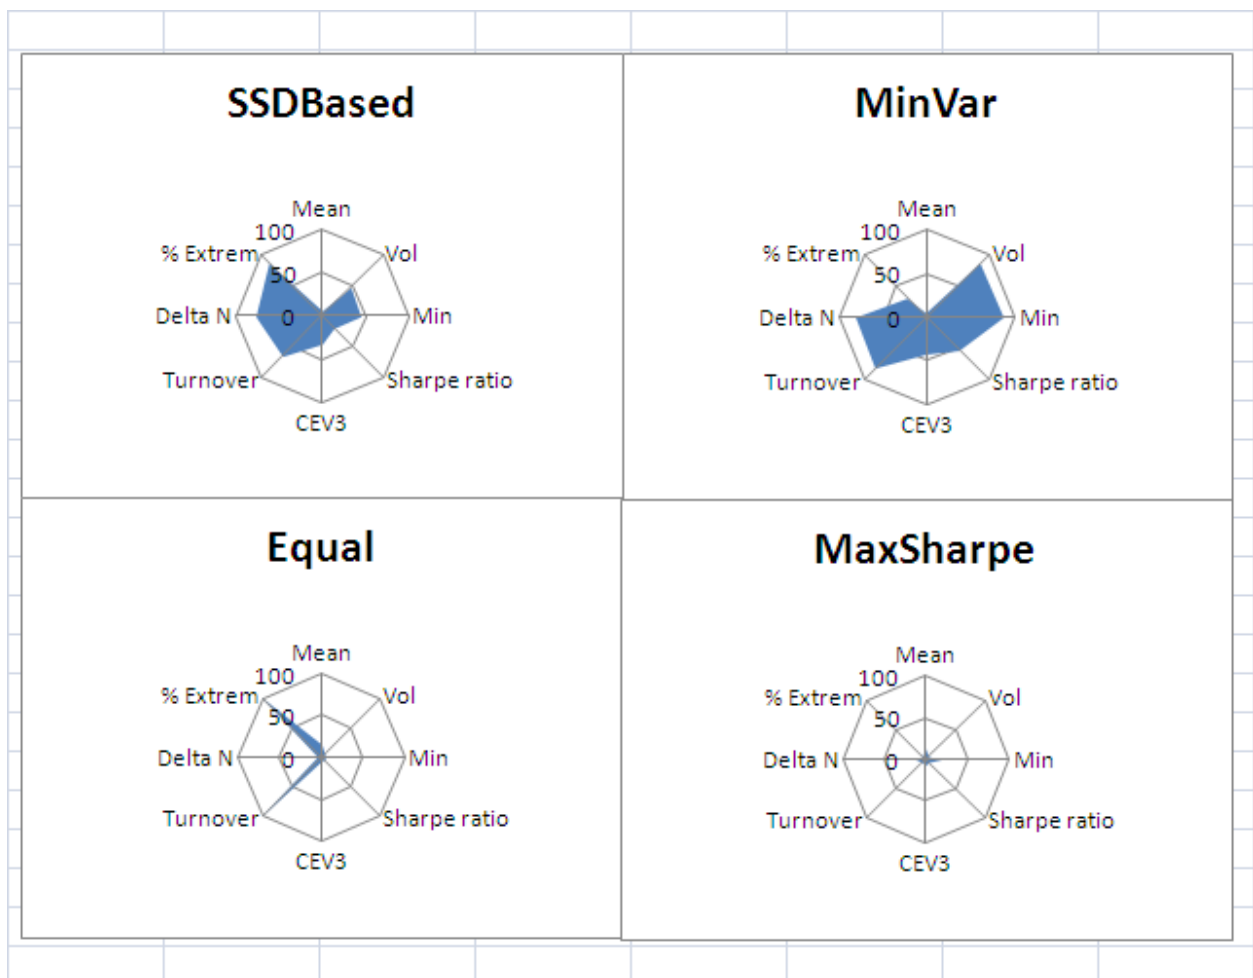 SSDBased
Mean
100
% Extrem
Vol
50
Delta N
0
Min
Turnover
Sharpe ratio
CEV3
MinVar
Mean
100
% Extrem
Vol
50
Delta N
0
Min
Turnover
Sharpe ratio
CEV3
Equal
Mean
100
% Extrem
Vol
50
Delta N
0
Min
Turnover
Sharpe ratio
CEV3
MaxSharpe
Mean
100
% Extrem
Vol
50
Delta N
0
Min
Turnover
Sharpe ratio
CEV3